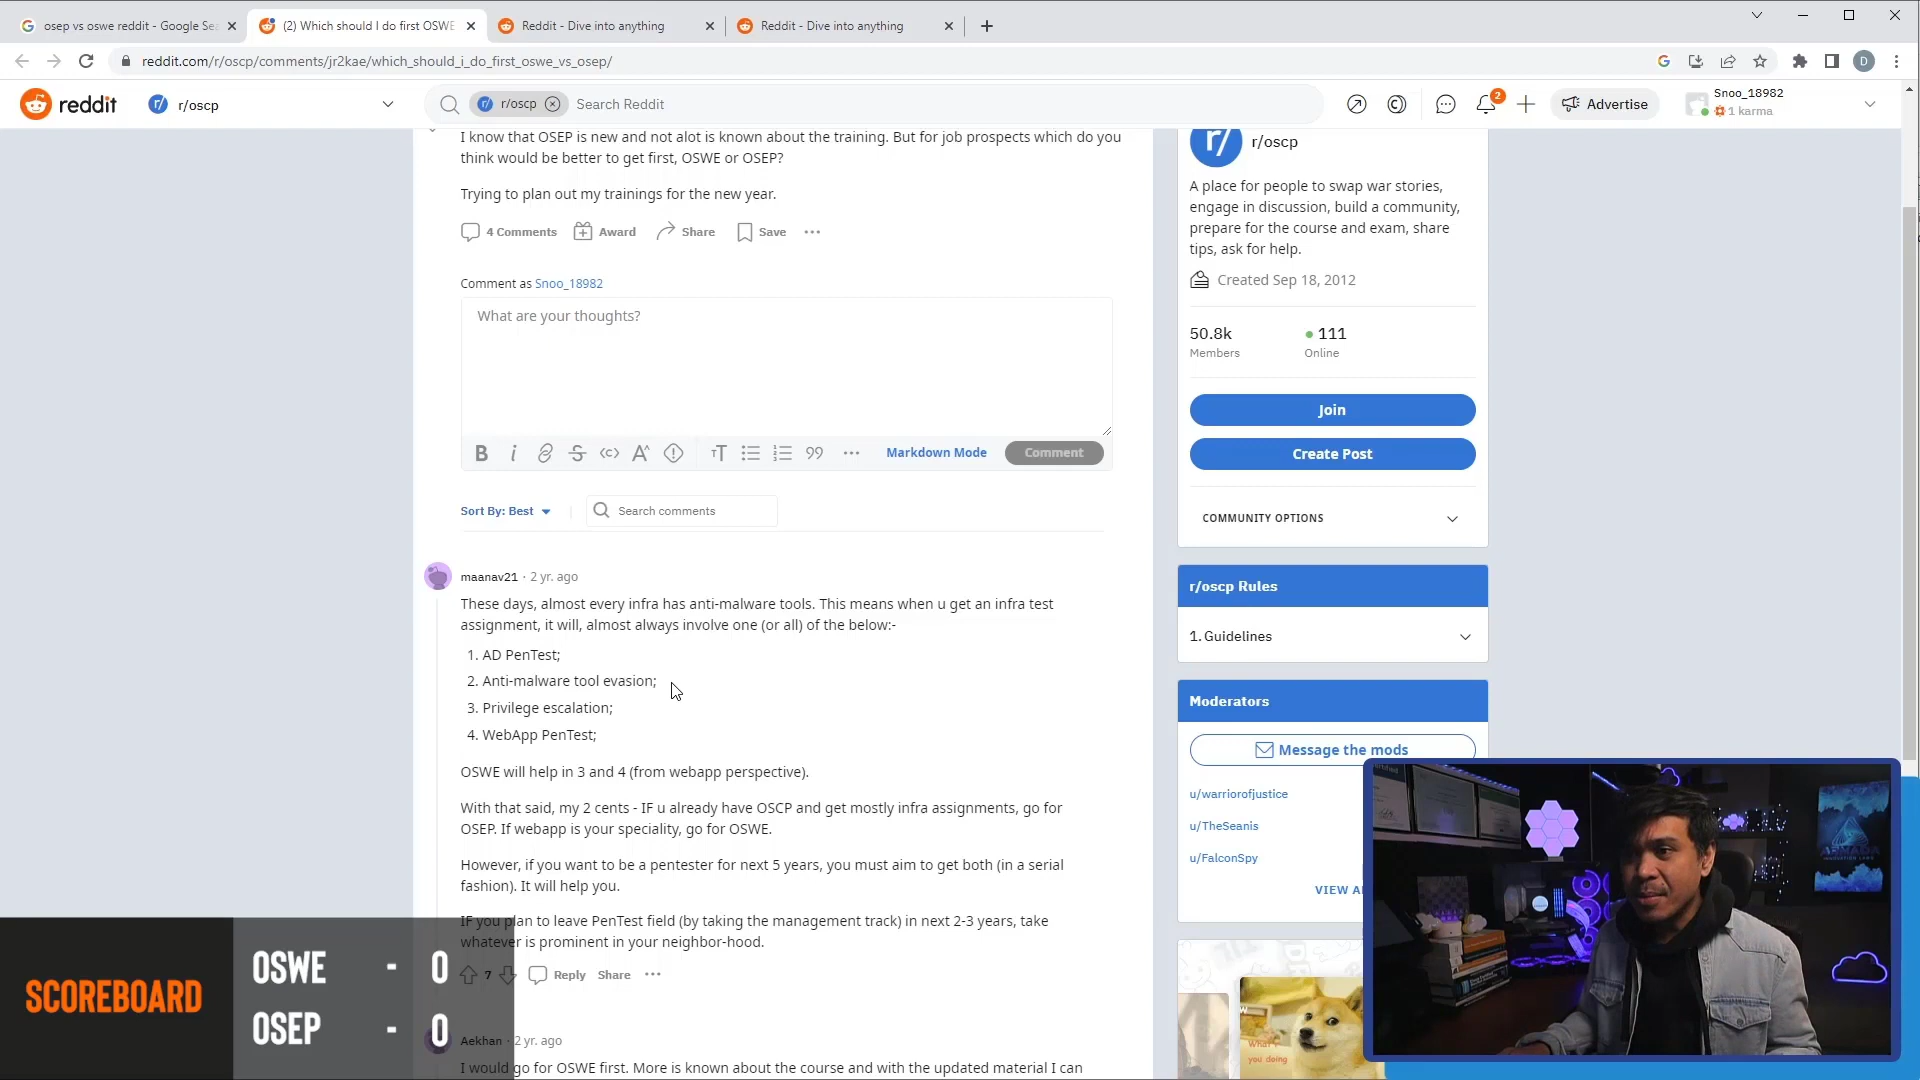 osep vs oswe reddit - Google Sea
(2) Which should I do first OSWE
Reddit - Dive into anything
Reddit - Dive into anything
reddit.com/r/oscp/comments/jr2kae/which_should_i_do_first_oswe_vs_osep/
D
reddit
r/oscp
r/oscp
Search Reddit
2
Advertise
Snoo_18982
1 karma
I know that OSEP is new and not alot is known about the training. But for job prospects which do you
think would be better to get first, OSWE or OSEP?
Trying to plan out my trainings for the new year.
4 Comments
Award
Share
Save
Comment as Snoo_18982
What are your thoughts?
Markdown Mode
Comment
Sort By: Best
Search comments
maanav21 · 2 yr. ago
These days, almost every infra has anti-malware tools. This means when u get an infra test
assignment, it will, almost always involve one (or all) of the below:-
1. AD PenTest;
2. Anti-malware tool evasion;
3. Privilege escalation;
4. WebApp PenTest;
OSWE will help in 3 and 4 (from webapp perspective).
With that said, my 2 cents - IF u already have OSCP and get mostly infra assignments, go for
OSEP. If webapp is your speciality, go for OSWE.
However, if you want to be a pentester for next 5 years, you must aim to get both (in a serial
fashion). It will help you.
IF you plan to leave PenTest field (by taking the management track) in next 2-3 years, take
whatever is prominent in your neighbor-hood.
7
Reply
Share
Aekhan · 2 yr. ago
I would go for OSWE first. More is known about the course and with the updated material I can
r/
r/oscp
A place for people to swap war stories,
engage in discussion, build a community,
prepare for the course and exam, share
tips, ask for help.
Created Sep 18, 2012
50.8k
Members
111
Online
Join
Create Post
COMMUNITY OPTIONS
r/oscp Rules
1. Guidelines
Moderators
Message the mods
u/warriorofjustice
u/TheSeanis
u/FalconSpy
VIEW A
you doing
SCOREBOARD
OSWE - 0
OSEP - 0